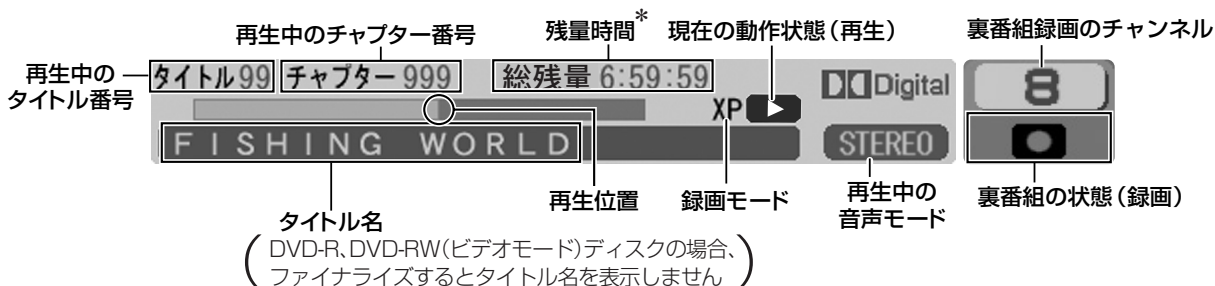 再生中のチャプター番号
残量時間*
現在の動作状態(再生)
裏番組録画のチャンネル
再生中の
タイトル番号
タイトル99
チャプター 999
総残量 6:59:59
XP
Digital
8
FISHING WORLD
STEREO
タイトル名
再生位置
録画モード
再生中の
音声モード
裏番組の状態(録画)
(DVD-R、DVD-RW(ビデオモード)ディスクの場合、
ファイナライズするとタイトル名を表示しません)